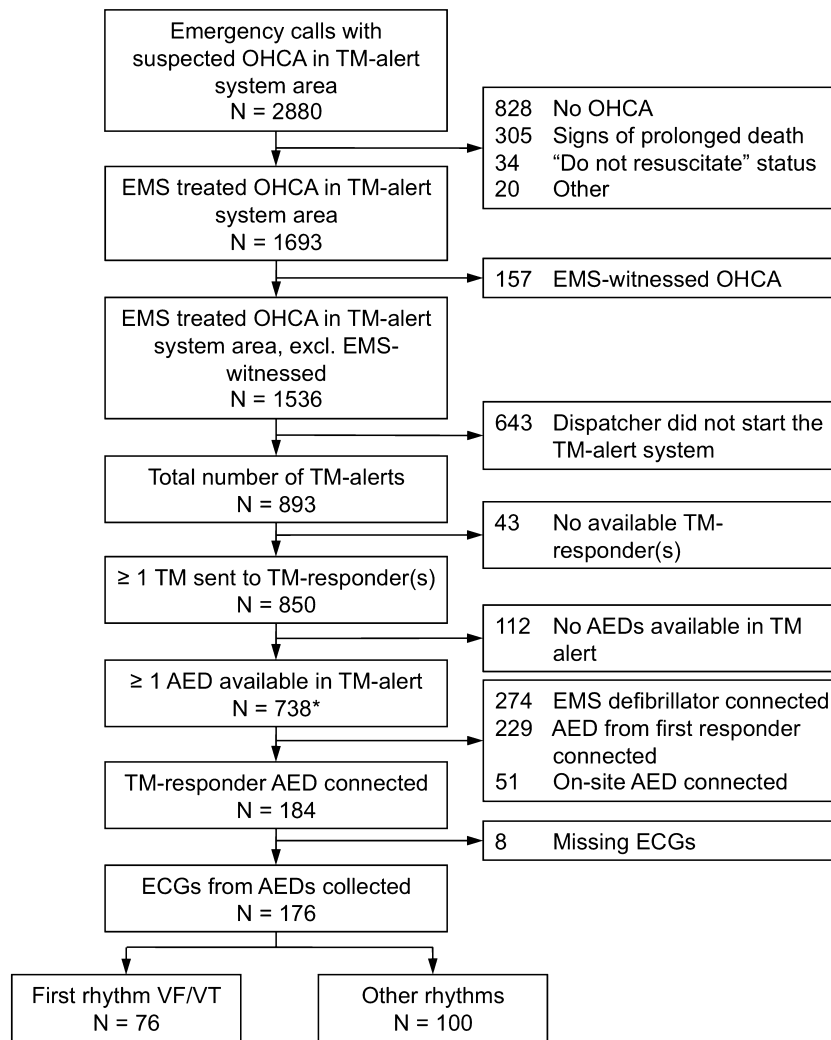 Emergency calls with
suspected OHCA in TM-alert
system area
N = 2880
828 No OHCA
305 Signs of prolonged death
34 “Do not resuscitate” status
20 Other
EMS treated OHCA in TM-alert
system area
N = 1693
157 EMS-witnessed OHCA
EMS treated OHCA in TM-alert
system area, excl. EMS-
witnessed
N = 1536
643 Dispatcher did not start the
TM-alert system
Total number of TM-alerts
N = 893
43 No available TM-
responder(s)
≥ 1 TM sent to TM-responder(s)
N = 850
112 No AEDs available in TM
alert
≥ 1 AED available in TM-alert
N = 738*
274 EMS defibrillator connected
229 AED from first responder
connected
51 On-site AED connected
TM-responder AED connected
N = 184
8 Missing ECGs
ECGs from AEDs collected
N = 176
First rhythm VF/VT
N = 76
Other rhythms
N = 100